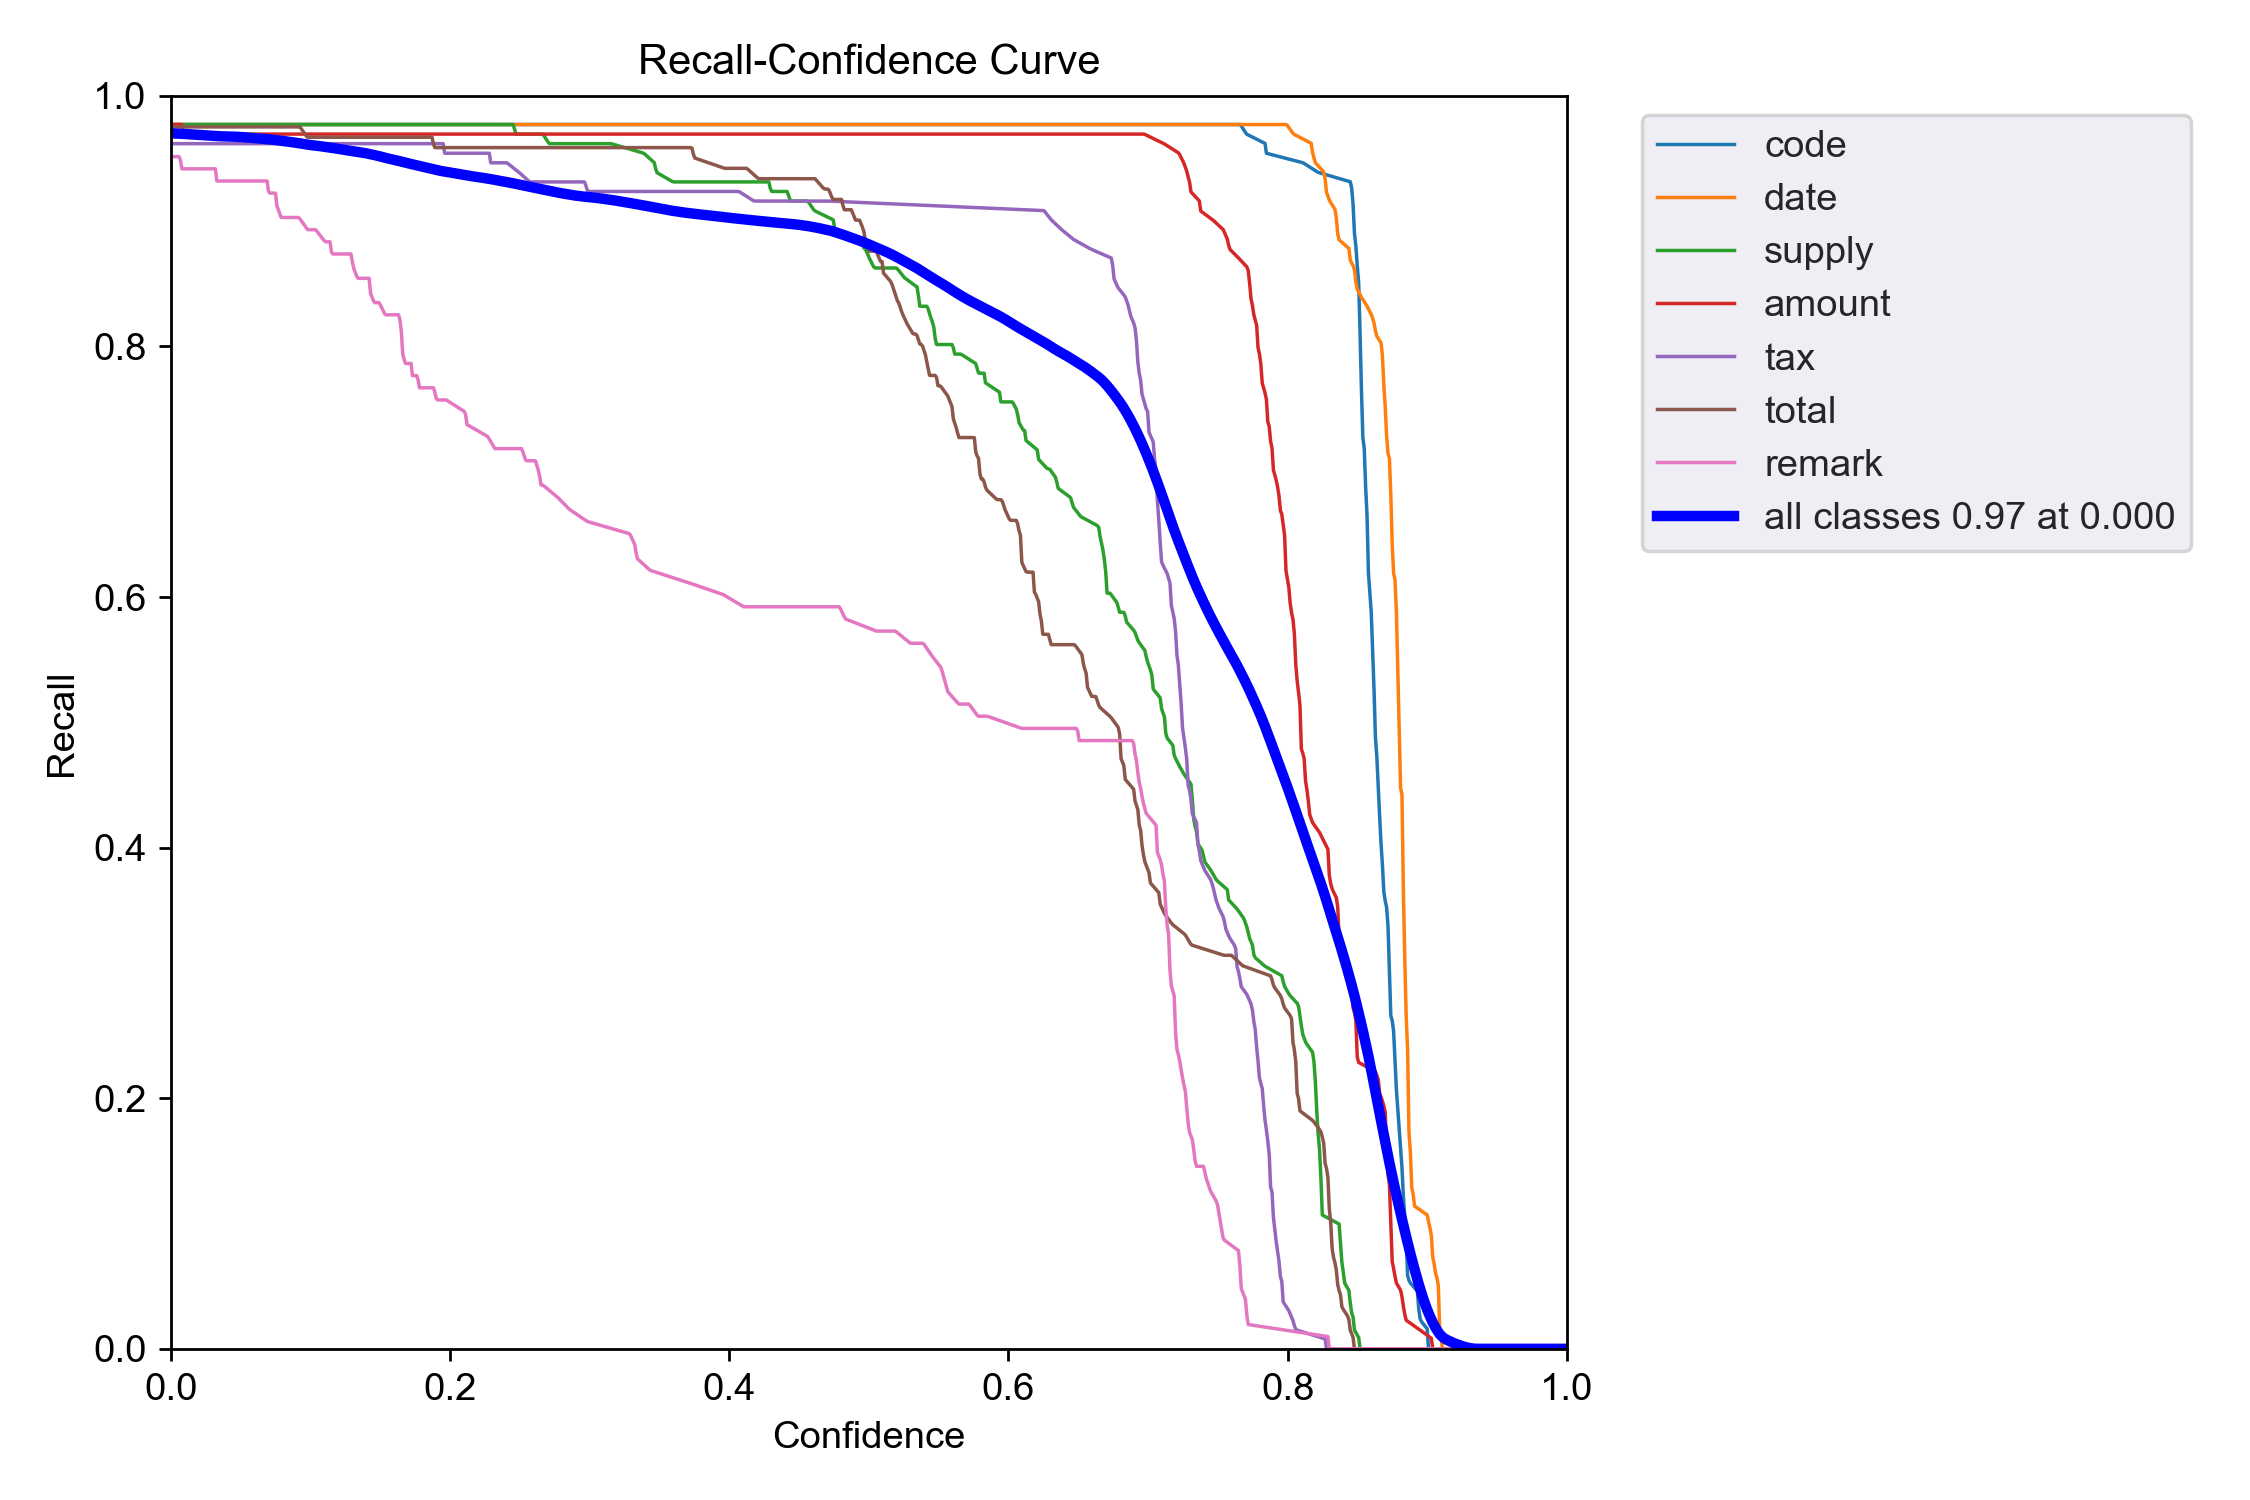 Recall-Confidence Curve
1.0
0.8
0.6
0.4
0.2
0.0
Recall
0.0 0.2 0.4 0.6 0.8 1.0
Confidence
code
date
supply
amount
tax
total
remark
all classes 0.97 at 0.000